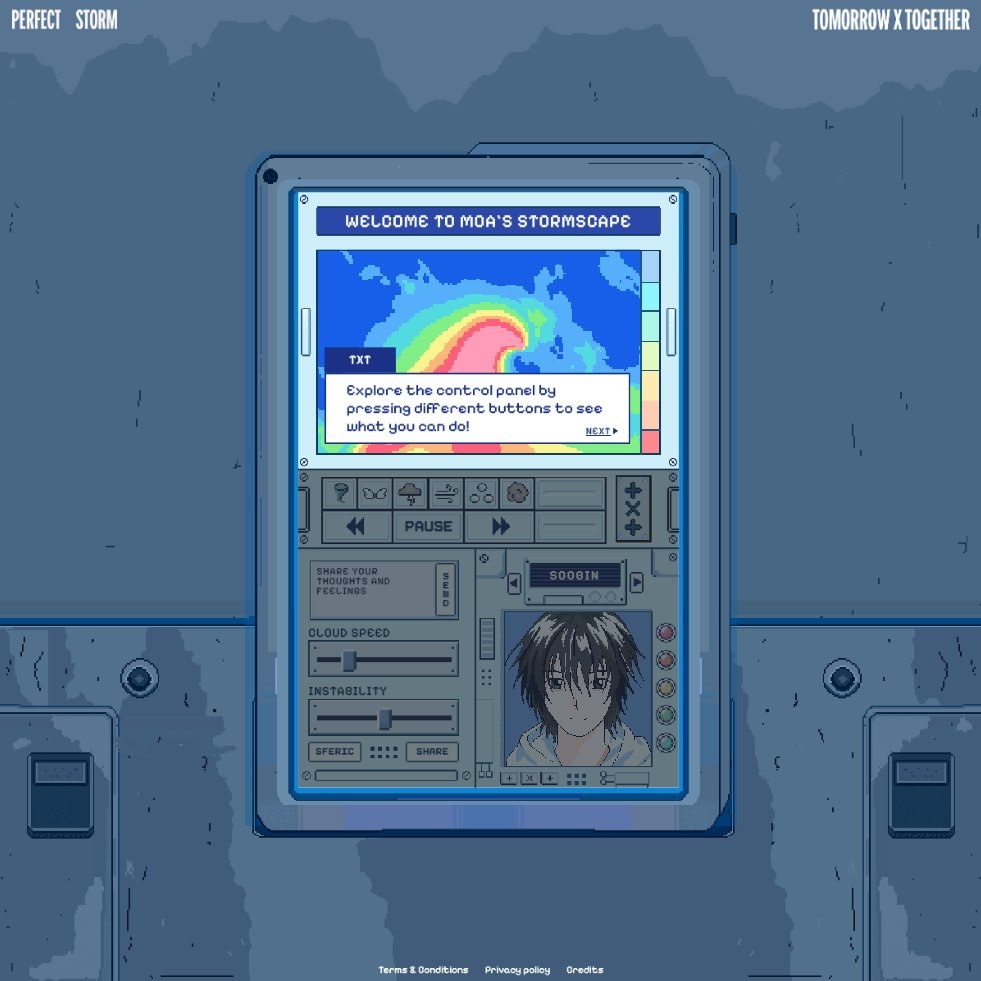 PERFECT STORM
TOMORROW X TOGETHER
WELCOME TO MOA'S STORMSCAPE
TXT
Explore the control panel by
pressing different buttons to see
what you can do!
NEXT
PAUSE
SHARE YOUR
THOUGHTS AND
FEELINGS
SEND
SOOBIN
CLOUD SPEED
INSTABILITY
SFERIC
SHARE
Terms & Conditions
Privacy policy
Credits